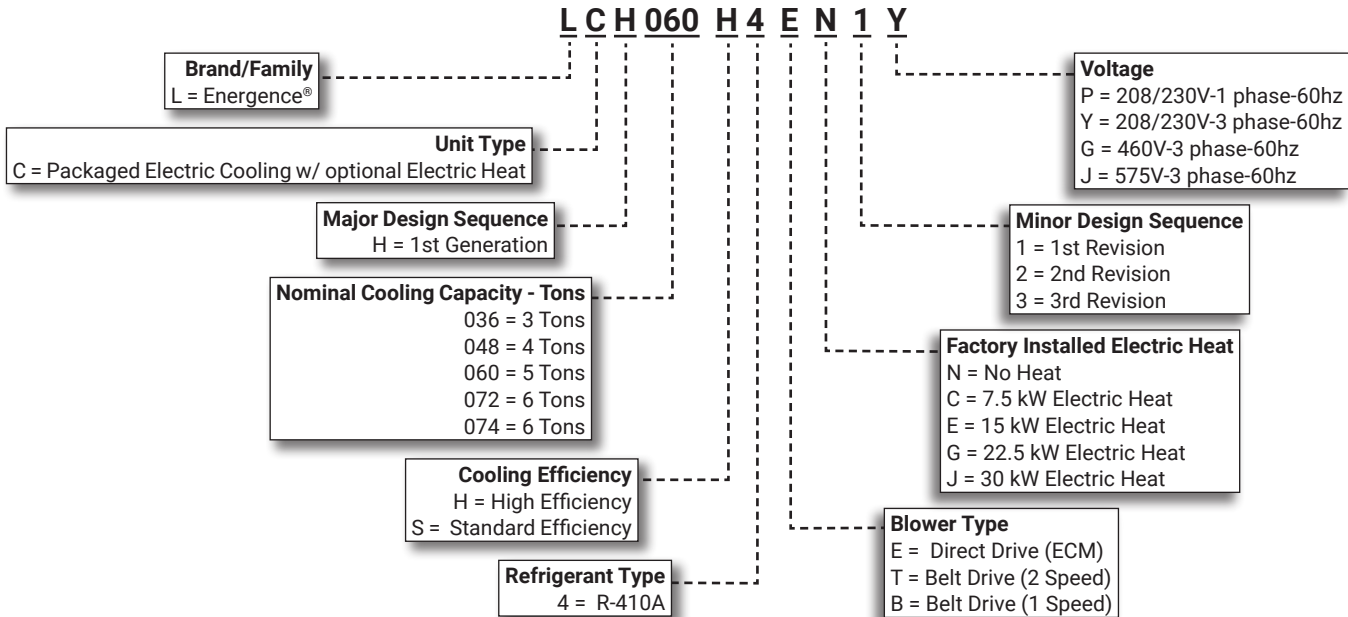 L C H 060 H 4 E N 1 Y
Brand/Family
L = Energence®
Unit Type
C = Packaged Electric Cooling w/ optional Electric Heat
Major Design Sequence
H = 1st Generation
Nominal Cooling Capacity - Tons
036 = 3 Tons
048 = 4 Tons
060 = 5 Tons
072 = 6 Tons
074 = 6 Tons
Cooling Efficiency
H = High Efficiency
S = Standard Efficiency
Refrigerant Type
4 = R-410A
Voltage
P = 208/230V-1 phase-60hz
Y = 208/230V-3 phase-60hz
G = 460V-3 phase-60hz
J = 575V-3 phase-60hz
Minor Design Sequence
1 = 1st Revision
2 = 2nd Revision
3 = 3rd Revision
Factory Installed Electric Heat
N = No Heat
C = 7.5 kW Electric Heat
E = 15 kW Electric Heat
G = 22.5 kW Electric Heat
J = 30 kW Electric Heat
Blower Type
E = Direct Drive (ECM)
T = Belt Drive (2 Speed)
B = Belt Drive (1 Speed)